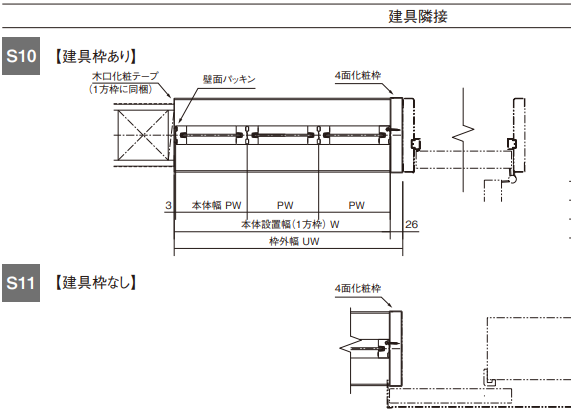 建具隣接
S10 【建具枠あり】
木口化粧テープ
(1方枠に同梱)
壁面パッキン
4面化粧枠
3
本体幅 PW
PW
PW
本体設置幅(1方枠) W
26
枠外幅 UW
S11 【建具枠なし】
4面化粧枠